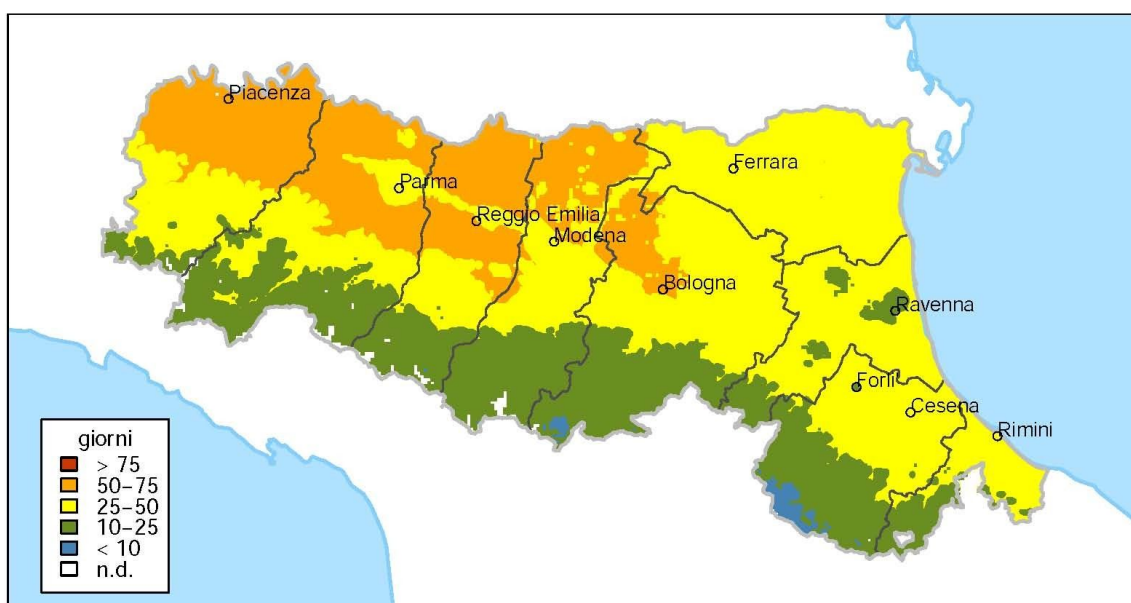 Piacenza
Parma
Ferrara
Reggio Emilia
Modena
Bologna
Ravenna
Forlì
Cesena
Rimini
giorni
> 75
50–75
25–50
10–25
< 10
n.d.